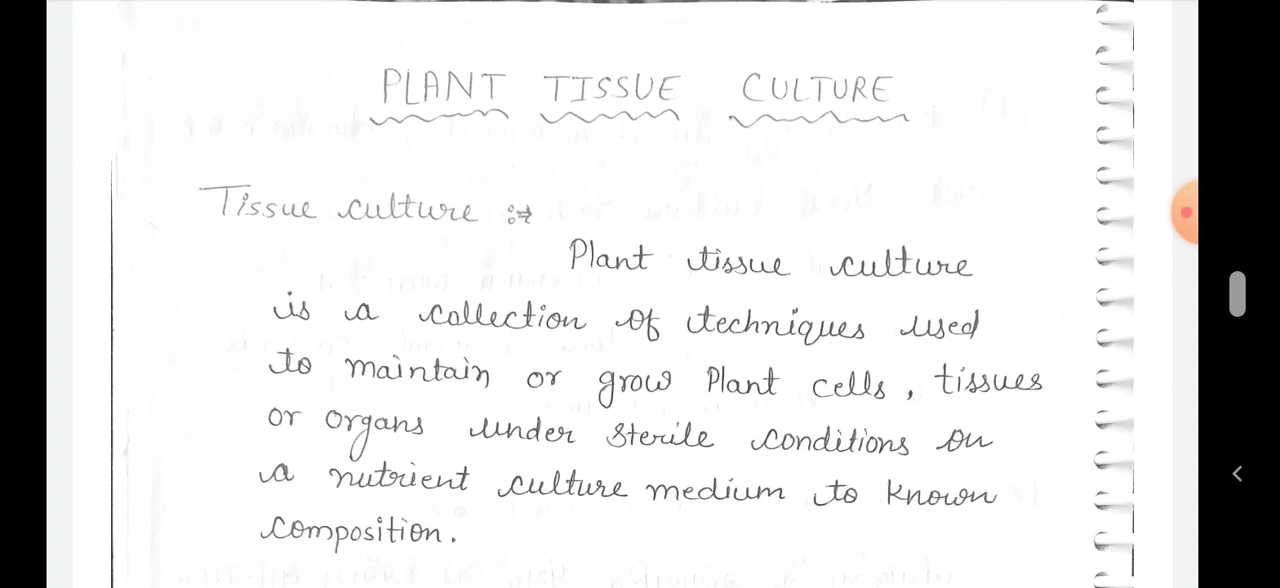 PLANT TISSUE CULTURE
Tissue culture :→
Plant tissue culture
is a collection of techniques used
to maintain or grow Plant cells, tissues
or organs under sterile conditions on
a nutrient culture medium to known
composition.